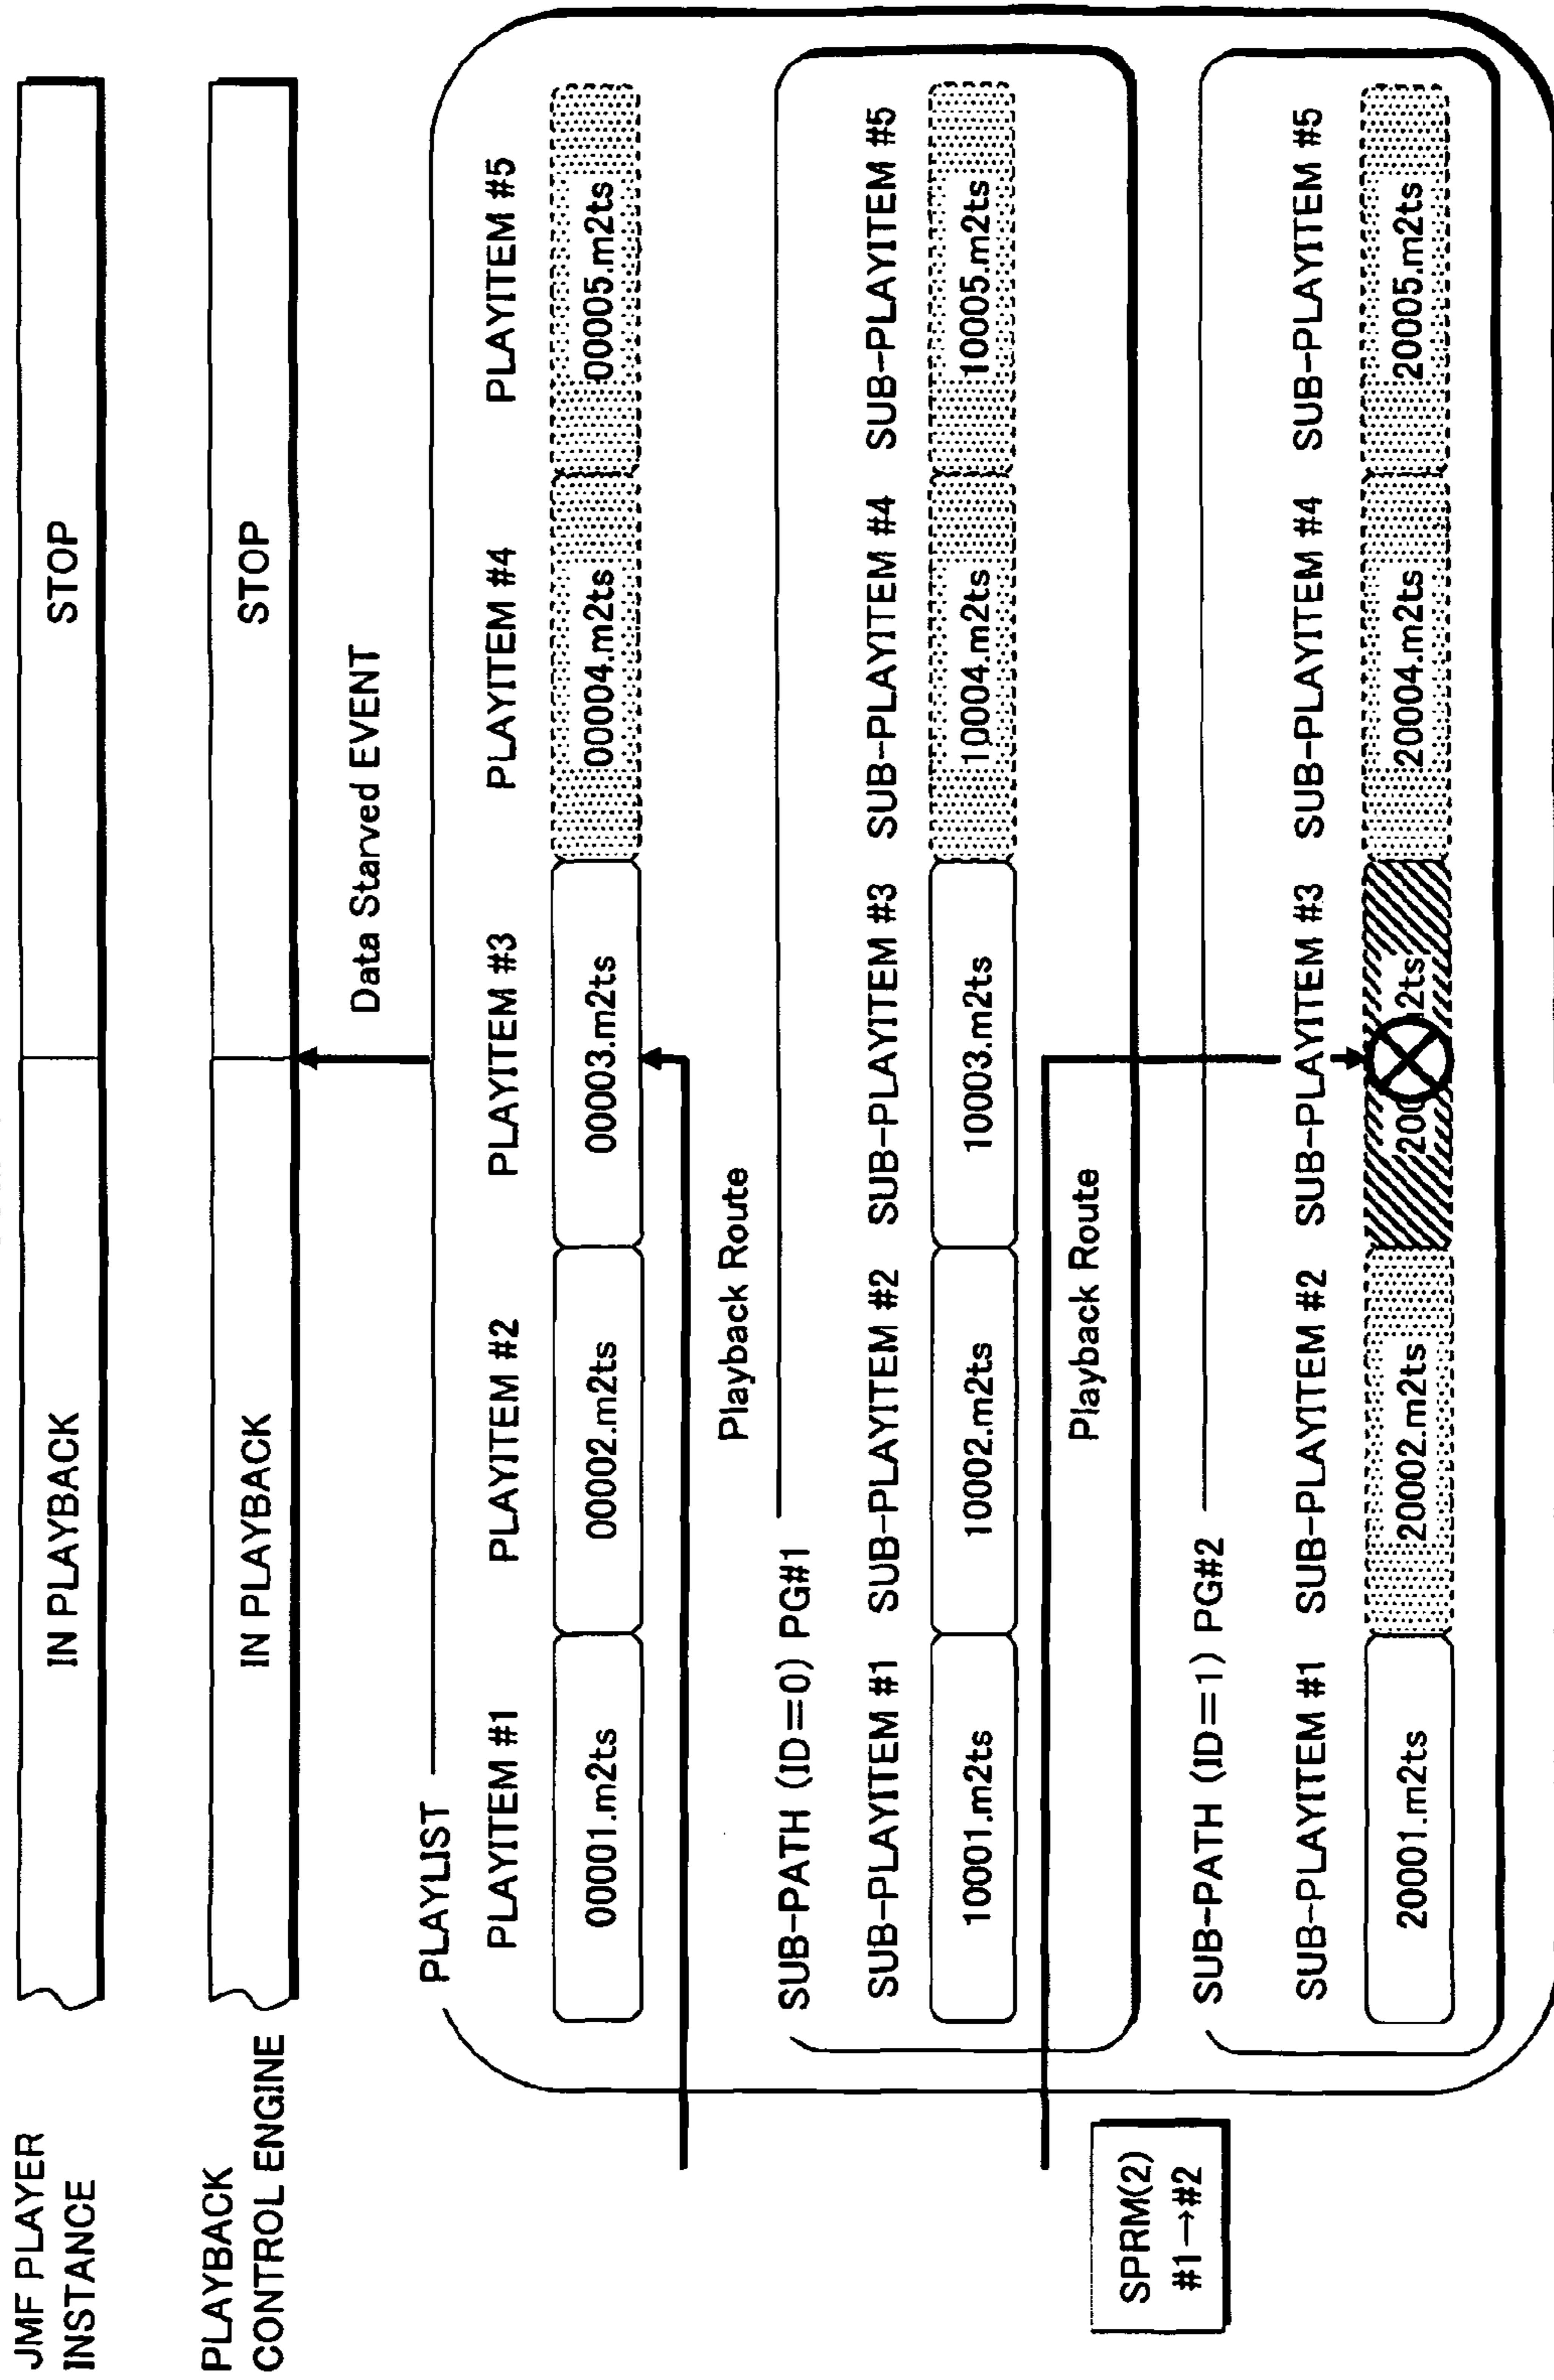 JMF PLAYER
INSTANCE
IN PLAYBACK
STOP
PLAYBACK
CONTROL ENGINE
IN PLAYBACK
STOP
Data Starved EVENT
PLAYLIST
PLAYITEM #1
PLAYITEM #2
PLAYITEM #3
PLAYITEM #4
PLAYITEM #5
00001.m2ts
00002.m2ts
00003.m2ts
00004.m2ts
00005.m2ts
Playback Route
SUB-PATH (ID=0) PG#1
SUB-PLAYITEM #1
SUB-PLAYITEM #2
SUB-PLAYITEM #3
SUB-PLAYITEM #4
SUB-PLAYITEM #5
10001.m2ts
10002.m2ts
10003.m2ts
10004.m2ts
10005.m2ts
Playback Route
SPRM(2)
#1→#2
SUB-PATH (ID=1) PG#2
SUB-PLAYITEM #1
SUB-PLAYITEM #2
SUB-PLAYITEM #3
SUB-PLAYITEM #4
SUB-PLAYITEM #5
20001.m2ts
20002.m2ts
20004.m2ts
20005.m2ts